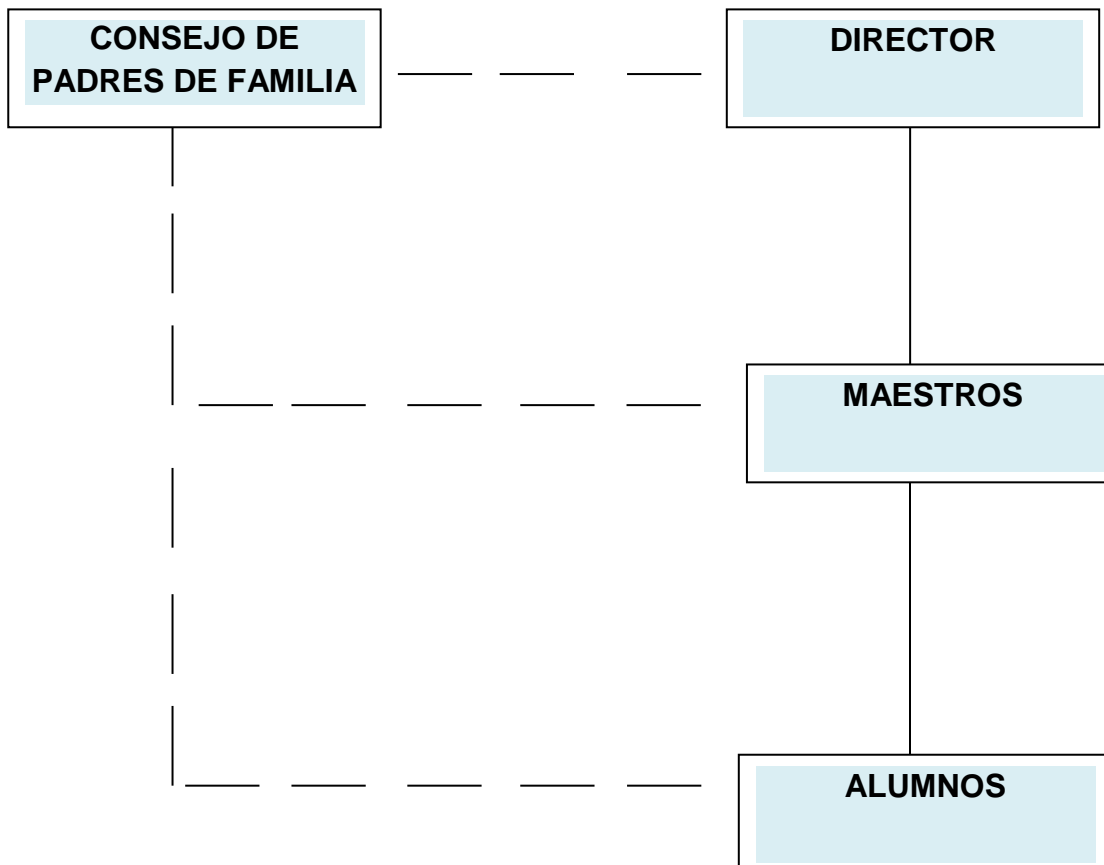 CONSEJO DE
PADRES DE FAMILIA
DIRECTOR
MAESTROS
ALUMNOS